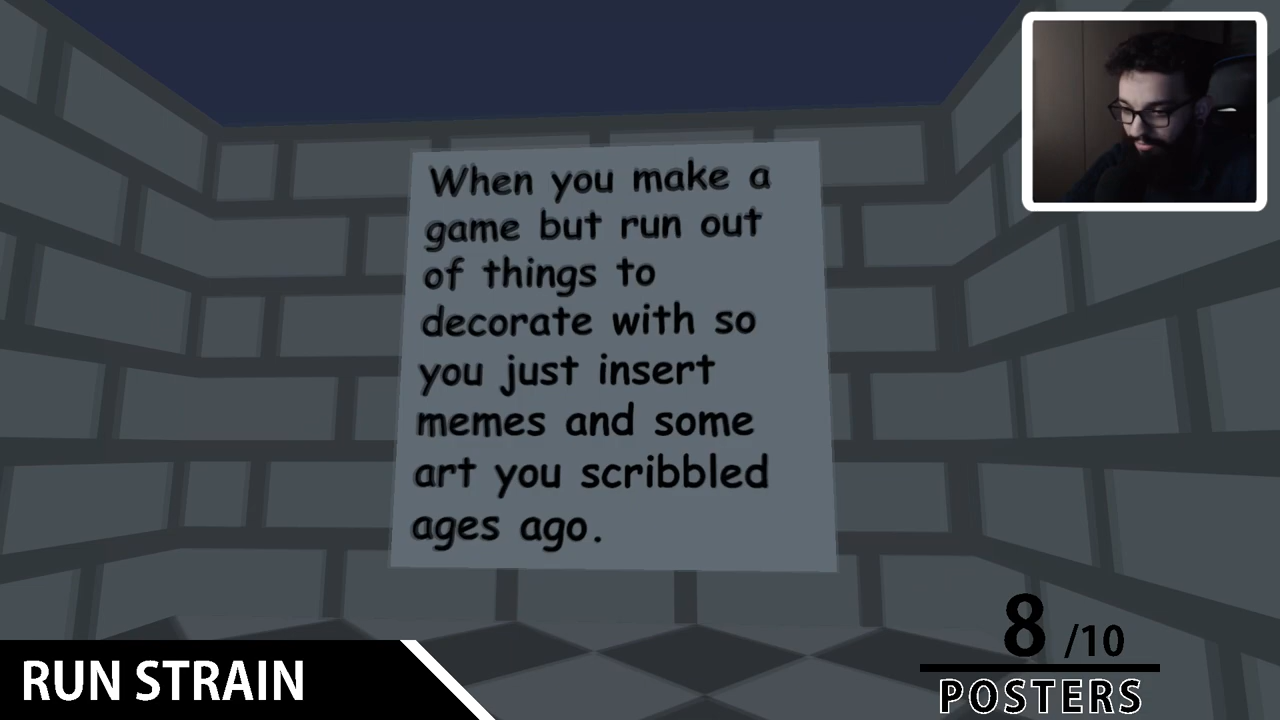 When you make a
game but run out
of things to
decorate with so
you just insert
memes and some
art you scribbled
ages ago.
8 /10
POSTERS
RUN STRAIN